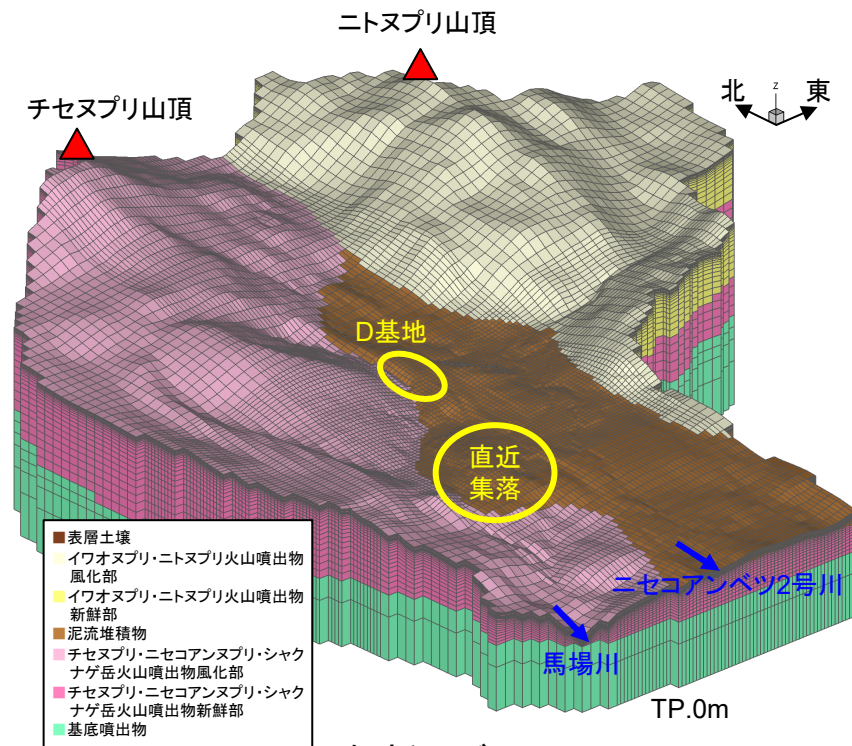 ニトヌプリ山頂
チセヌプリ山頂
北
z
東
D基地
直近
集落
表層土壌
イワオヌプリ・ニトヌプリ火山噴出物
風化部
イワオヌプリ・ニトヌプリ火山噴出物
新鮮部
泥流堆積物
チセヌプリ・ニセコアンヌプリ・シャク
ナゲ岳火山噴出物風化部
チセヌプリ・ニセコアンヌプリ・シャク
ナゲ岳火山噴出物新鮮部
基底噴出物
ニセコアンベツ2号川
馬場川
TP.0m